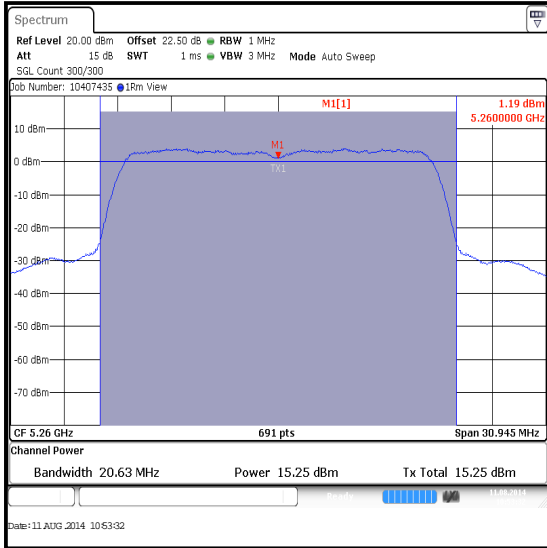 Spectrum
Ref Level 20.00 dBm Offset 22.50 dB RBW 1 MHz
Att 15 dB SWT 1 ms VBW 3 MHz Mode Auto Sweep
SGL Count 300/300
Job Number: 10407435 1Rm View
M1[1] 1.19 dBm
5.2600000 GHz
10 dBm
M1
0 dBm
TX1
-10 dBm
-20 dBm
-30 dBm
-40 dBm
-50 dBm
-60 dBm
-70 dBm
CF 5.26 GHz 691 pts Span 30.945 MHz
Channel Power
Bandwidth 20.63 MHz Power 15.25 dBm Tx Total 15.25 dBm
Ready 11.08.2014
Date: 11 AUG 2014 10:53:32